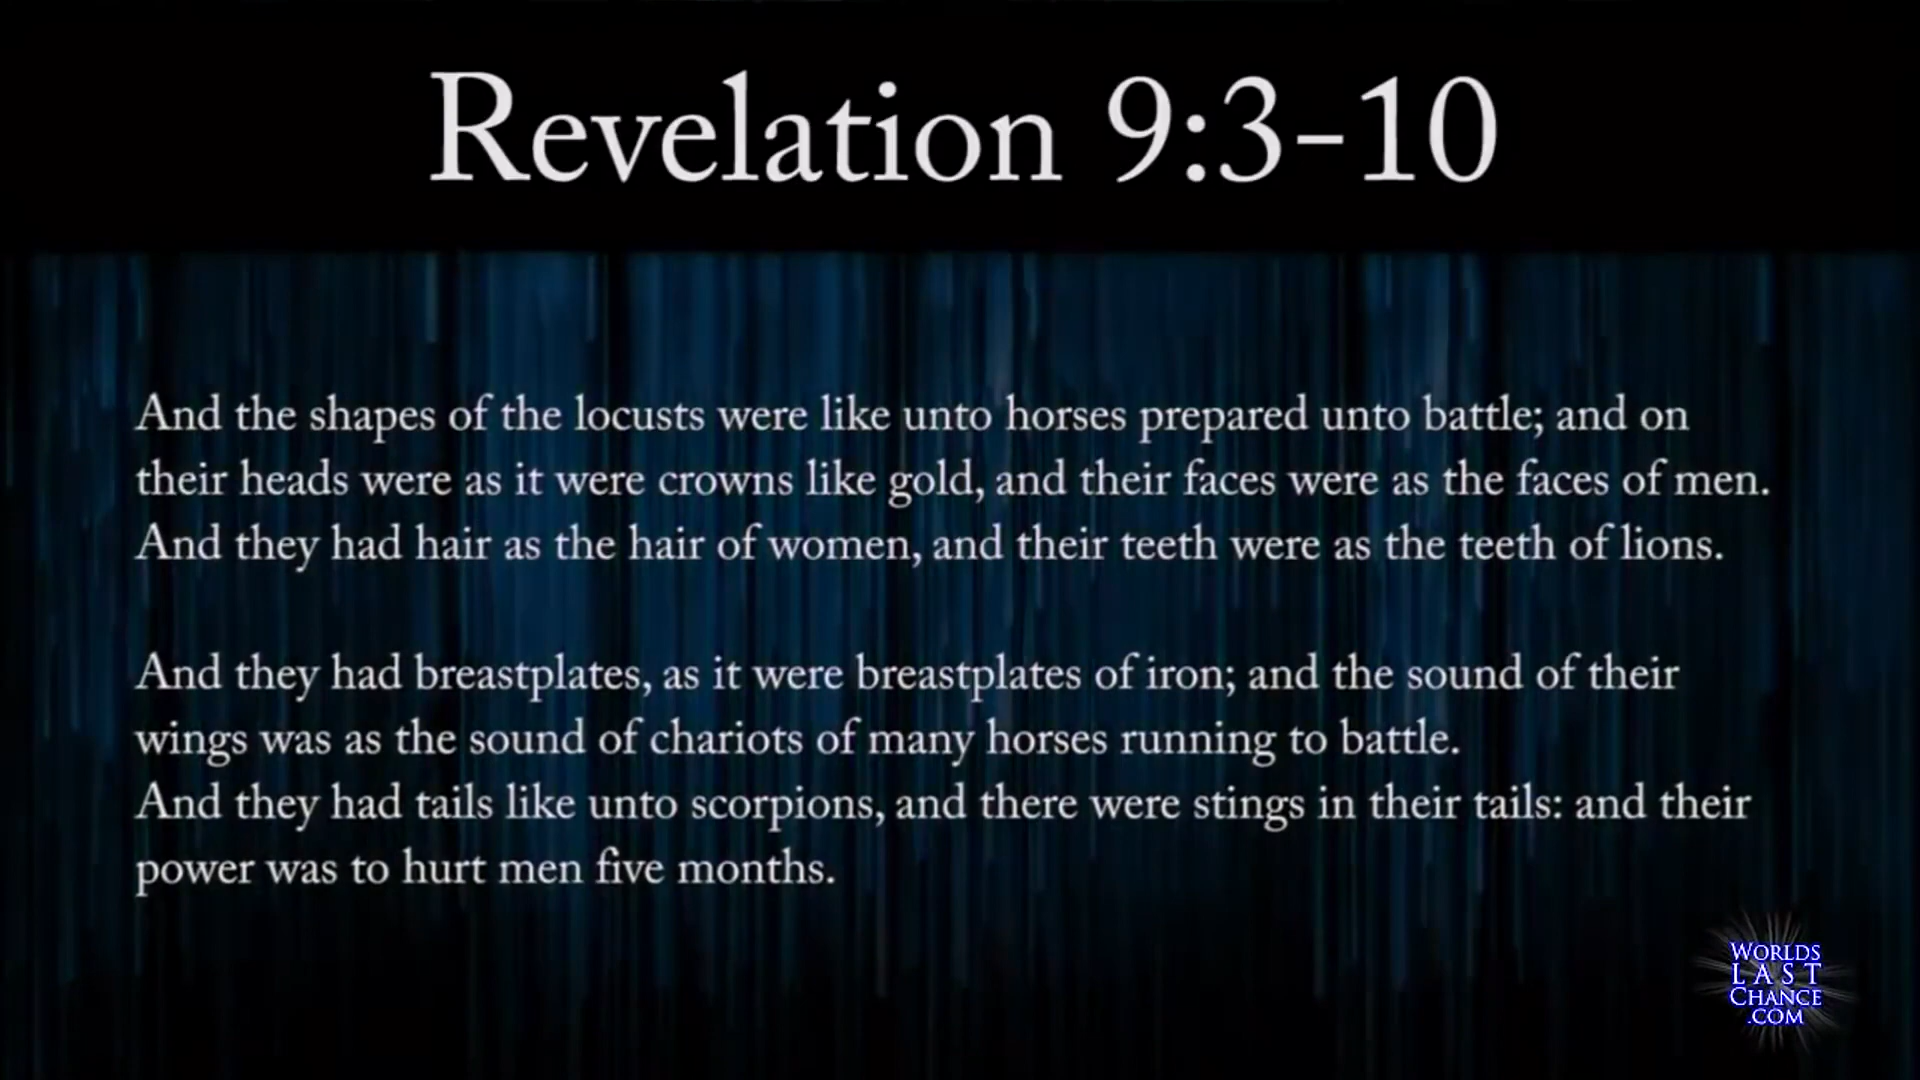 Revelation 9:3-10
And the shapes of the locusts were like unto horses prepared unto battle; and on
their heads were as it were crowns like gold, and their faces were as the faces of men.
And they had hair as the hair of women, and their teeth were as the teeth of lions.
And they had breastplates, as it were breastplates of iron; and the sound of their
wings was as the sound of chariots of many horses running to battle.
And they had tails like unto scorpions, and there were stings in their tails: and their
power was to hurt men five months.
WORLDS
LAST
CHANCE
.COM